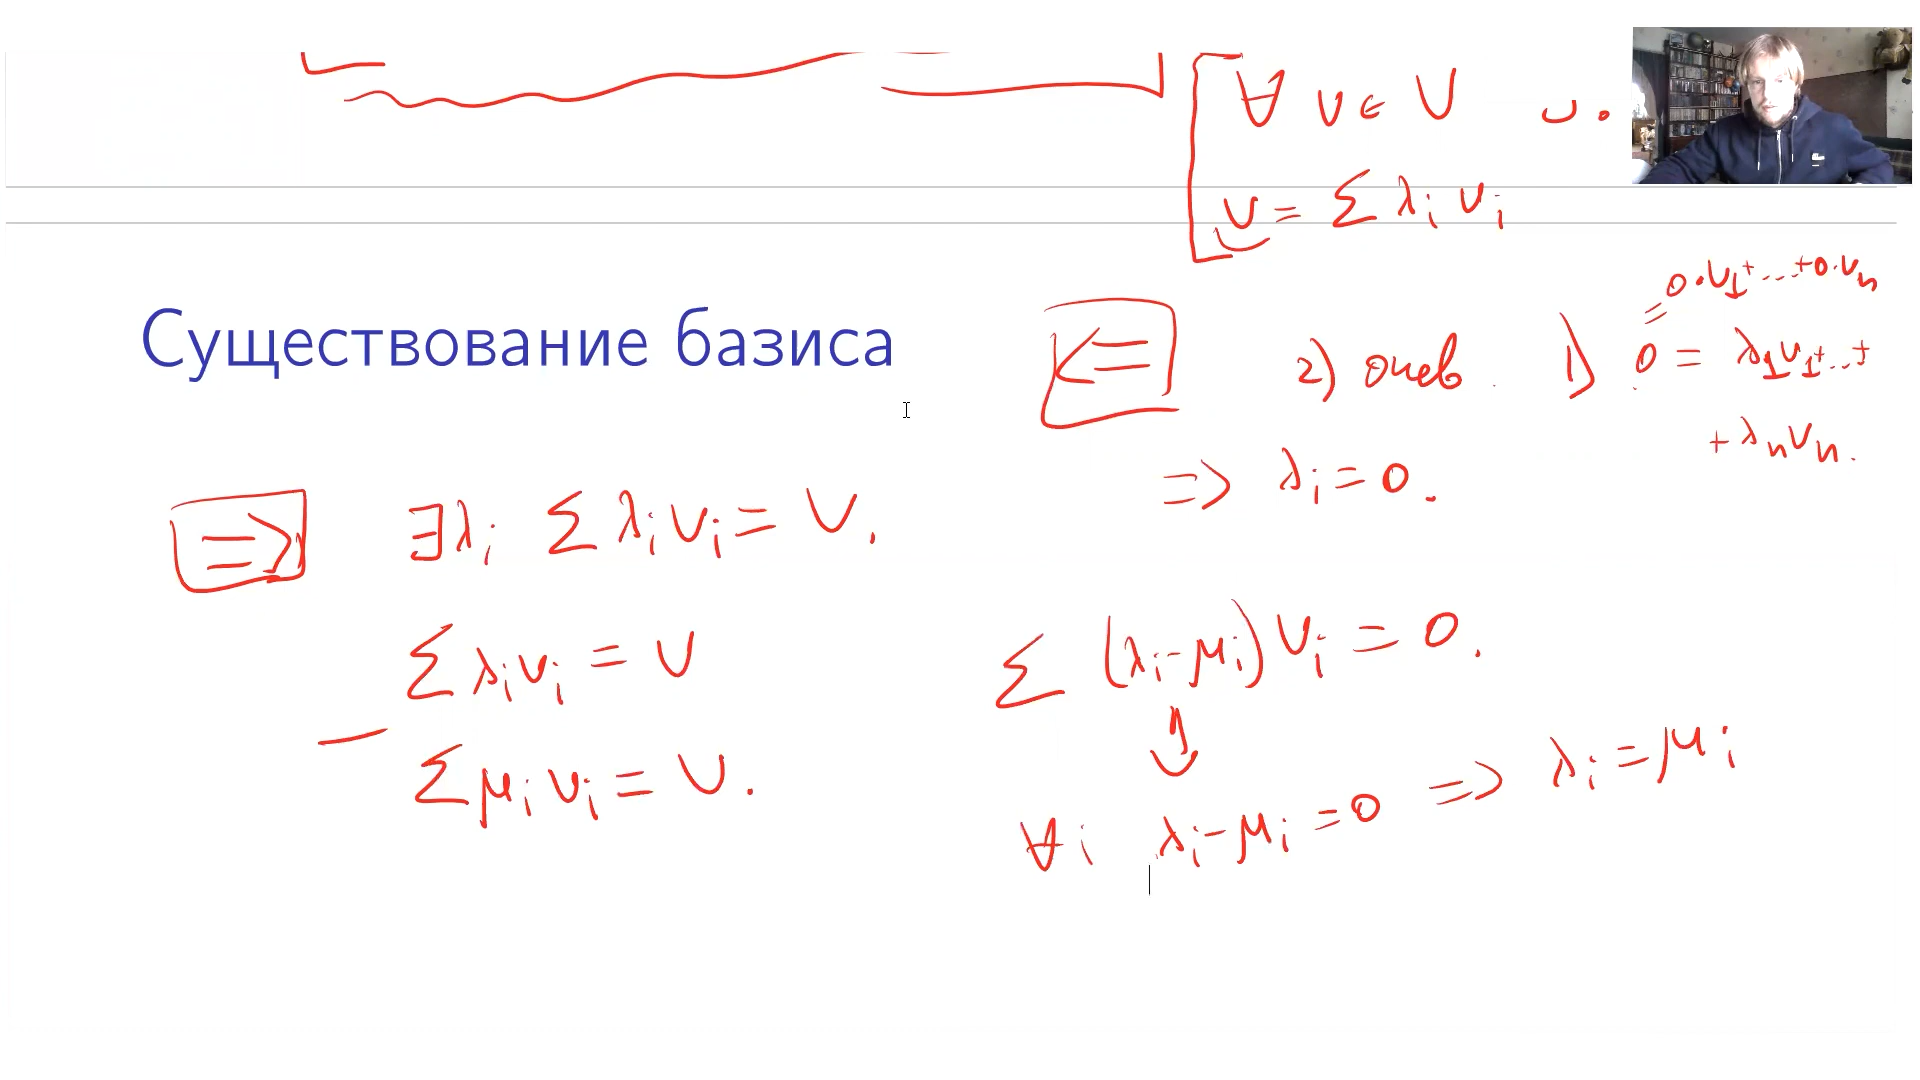 ∀ v ∈ V
v = Σ λᵢ vᵢ
Существование базиса
<=
2) очев. 1) 0 = λ₁v₁+...+
+ λₙvₙ.
= 0·v₁+...+0·vₙ
=> λᵢ = 0.
=> ∃λᵢ Σ λᵢvᵢ = v.
Σ λᵢvᵢ = v
— Σ μᵢvᵢ = v.
Σ (λᵢ-μᵢ)vᵢ = 0.
⇓
∀i λᵢ-μᵢ = 0 => λᵢ = μᵢ